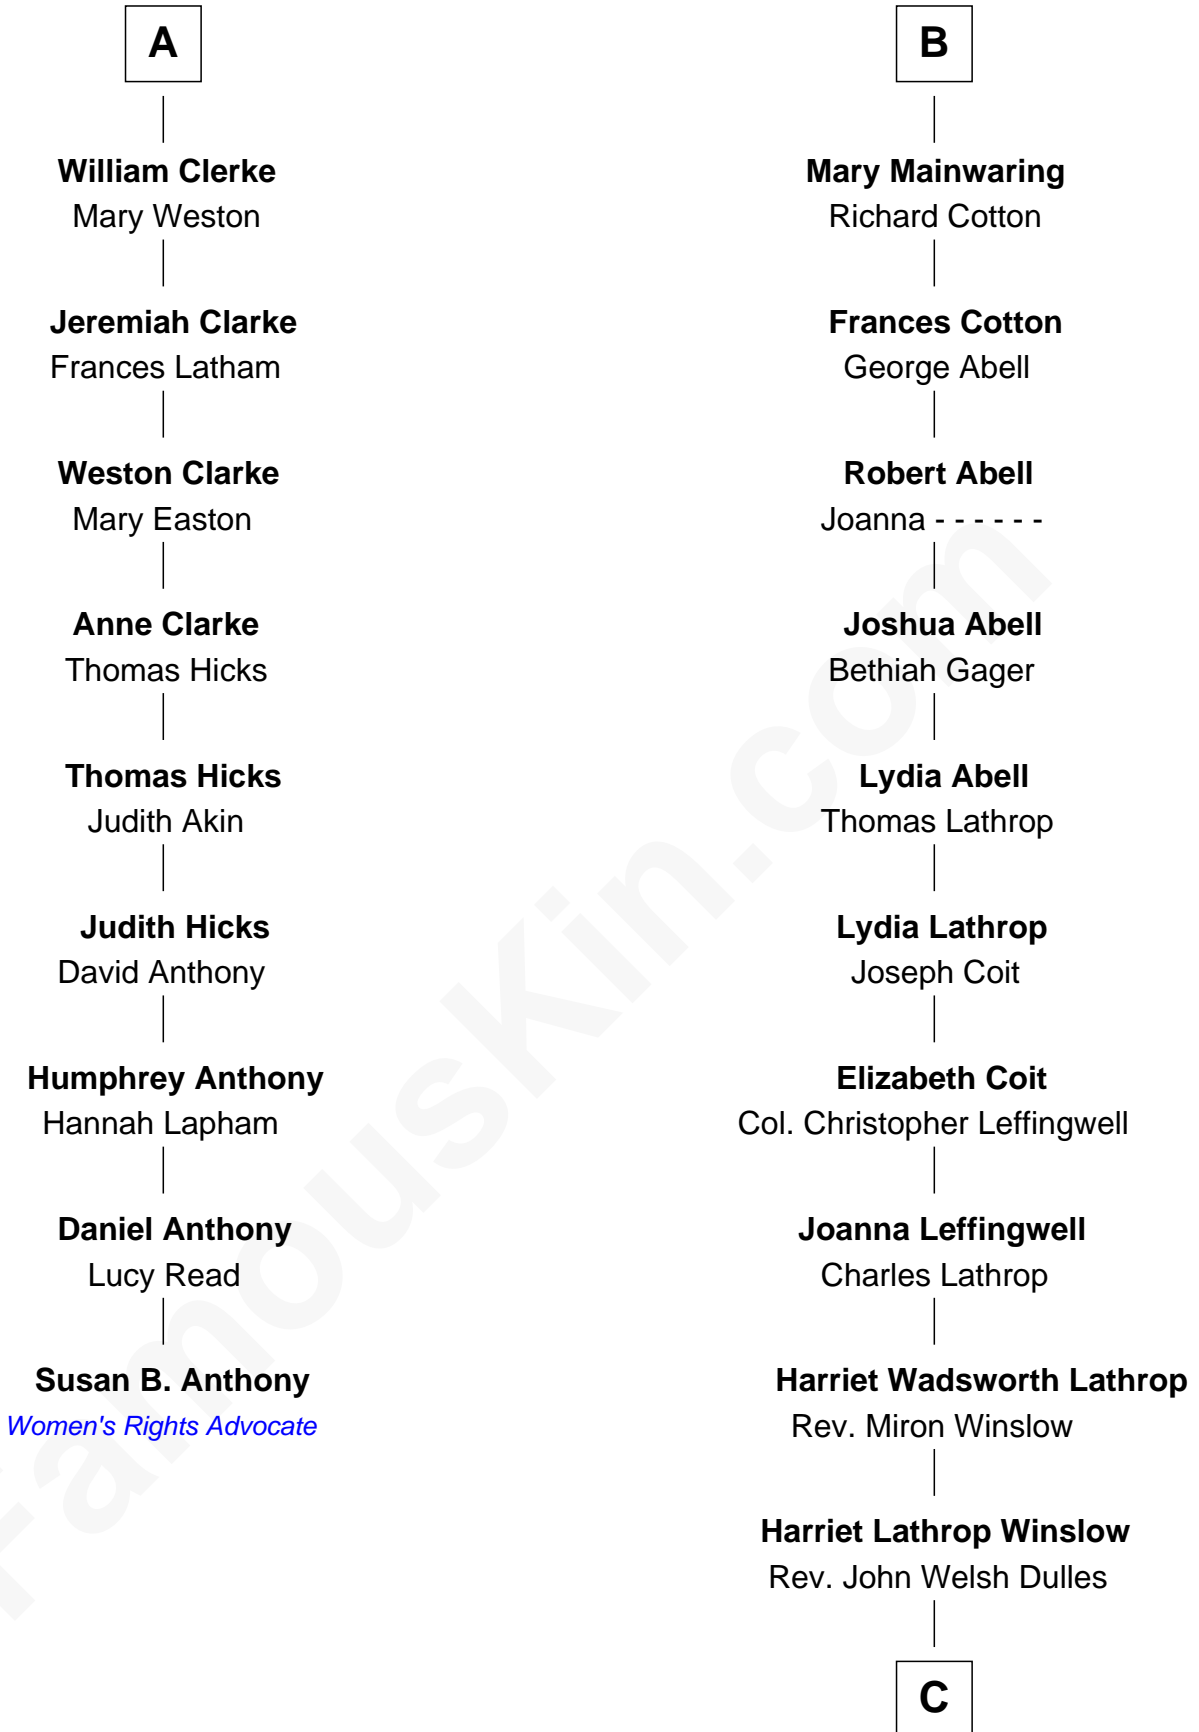 A
William Clerke
Mary Weston
Jeremiah Clarke
Frances Latham
Weston Clarke
Mary Easton
Anne Clarke
Thomas Hicks
Thomas Hicks
Judith Akin
Judith Hicks
David Anthony
Humphrey Anthony
Hannah Lapham
Daniel Anthony
Lucy Read
Susan B. Anthony
Women's Rights Advocate
B
Mary Mainwaring
Richard Cotton
Frances Cotton
George Abell
Robert Abell
Joanna - - - - - -
Joshua Abell
Bethiah Gager
Lydia Abell
Thomas Lathrop
Lydia Lathrop
Joseph Coit
Elizabeth Coit
Col. Christopher Leffingwell
Joanna Leffingwell
Charles Lathrop
Harriet Wadsworth Lathrop
Rev. Miron Winslow
Harriet Lathrop Winslow
Rev. John Welsh Dulles
C
FamousKin.com